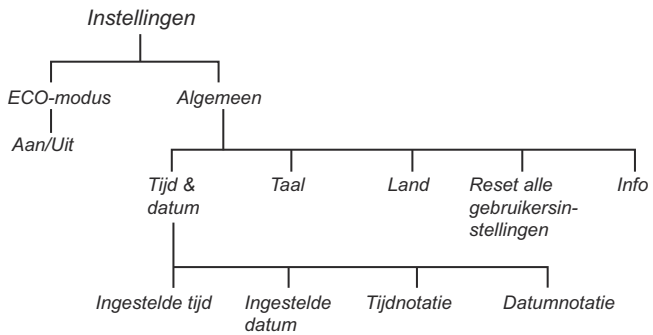 Instellingen
ECO-modus
Algemeen
Aan/Uit
Tijd &
datum
Taal
Land
Reset alle
gebruikersin-
stellingen
Info
Ingestelde tijd
Ingestelde
datum
Tijdnotatie
Datumnotatie